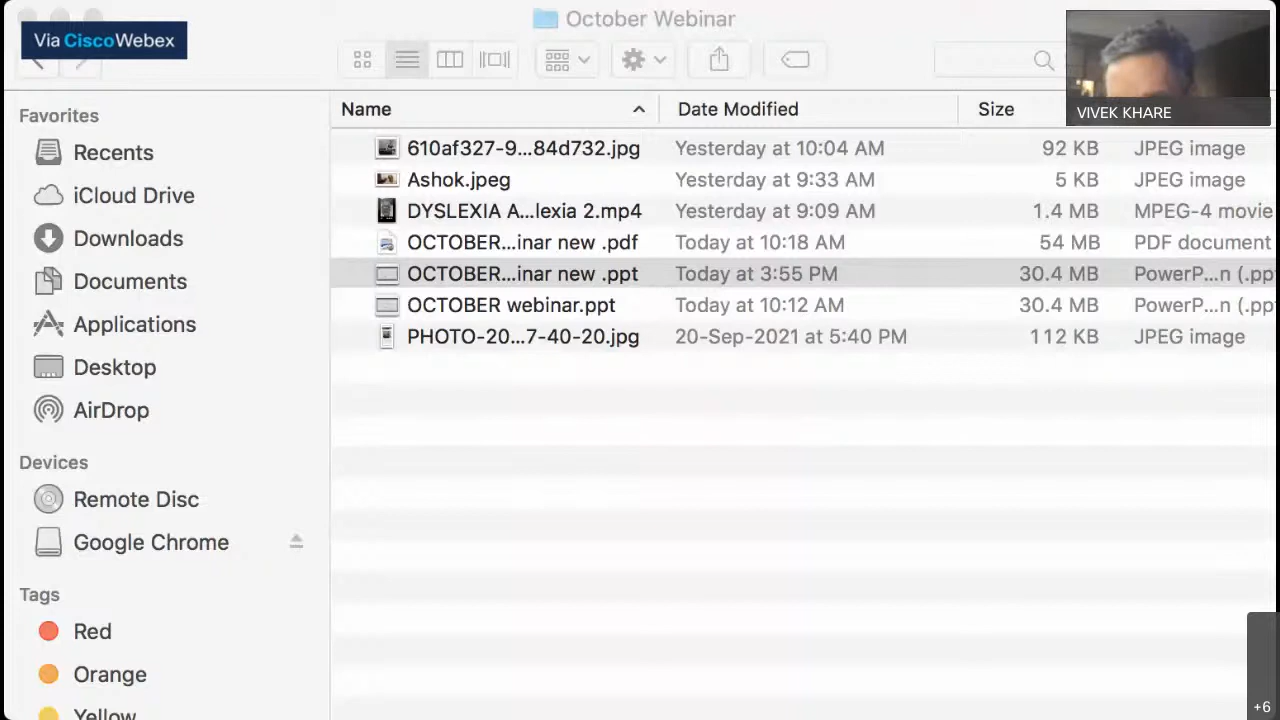 October Webinar
Via CiscoWebex
VIVEK KHARE
Favorites
Recents
iCloud Drive
Downloads
Documents
Applications
Desktop
AirDrop
Devices
Remote Disc
Google Chrome
Tags
Red
Orange
Yellow
Name Date Modified Size
610af327-9...84d732.jpg Yesterday at 10:04 AM 92 KB JPEG image
Ashok.jpeg Yesterday at 9:33 AM 5 KB JPEG image
DYSLEXIA A...lexia 2.mp4 Yesterday at 9:09 AM 1.4 MB MPEG-4 movie
OCTOBER...inar new .pdf Today at 10:18 AM 54 MB PDF document
OCTOBER...inar new .ppt Today at 3:55 PM 30.4 MB PowerP...n (.pp
OCTOBER webinar.ppt Today at 10:12 AM 30.4 MB PowerP...n (.pp
PHOTO-20...7-40-20.jpg 20-Sep-2021 at 5:40 PM 112 KB JPEG image
+6